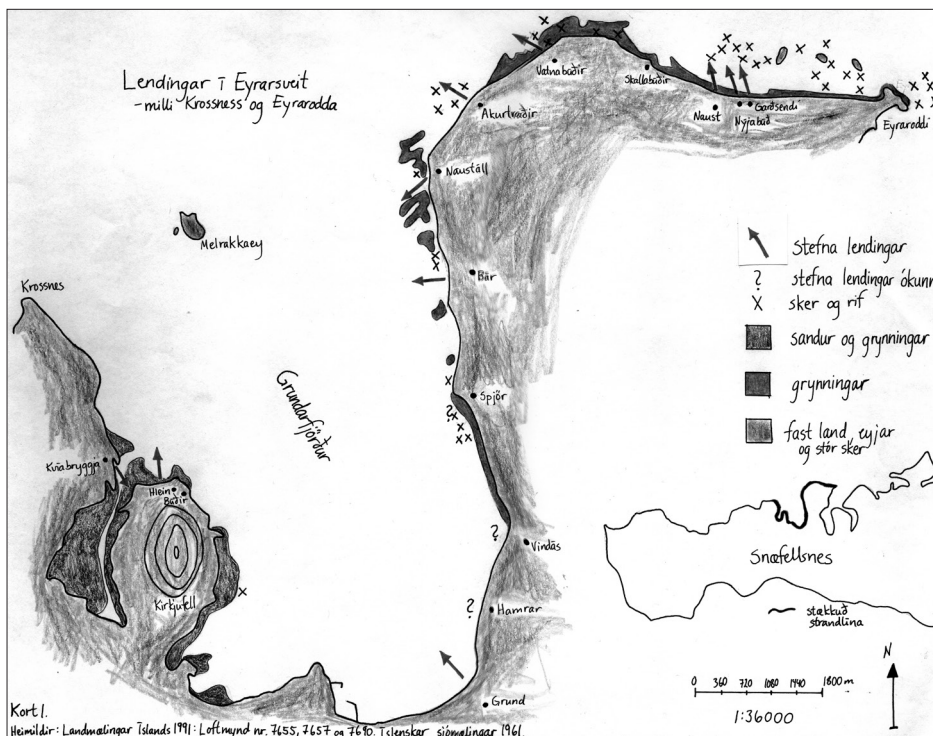 Lendingar í Eyrarsveit
- milli Krossness og Eyrarodda
Vatnabúðir
Skallabúðir
Akurtraðir
Naust
Garðsendi
Nýjabúð
Eyraroddi
Naustáll
Melrakkaey
Bár
Krossnes
Grundarfjörður
Spjör
?
Kvíabryggja
Hlein
Búðir
Kirkjufell
?
Vindás
?
Hamrar
Grund
Stefna lendingar
? stefna lendingar ókunn
x sker og rif
sandur og grynningar
grynningar
fast land, eyjar
og stór sker
Snæfellsnes
stækkuð
strandlína
N
0 360 720 1080 1440 1800 m
1:36000
Kort 1.
Heimildir: Landmælingar Íslands 1991: Loftmynd nr. 7655, 7657 og 7690. Íslenskar sjómælingar 1961.